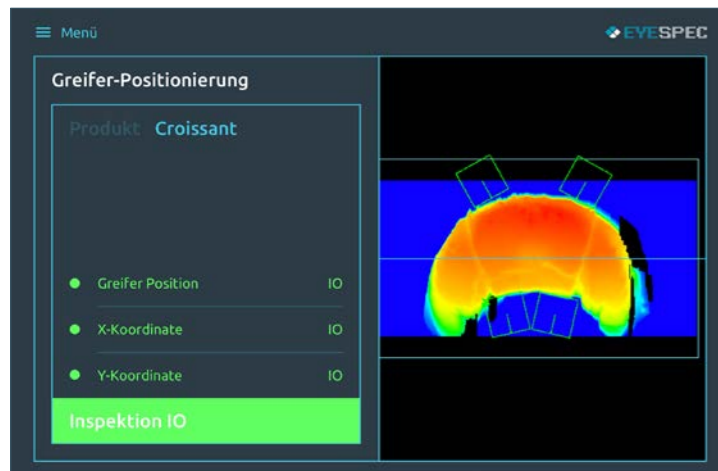 Menü
EYESPEC
Greifer-Positionierung
Produkt Croissant
Greifer Position IO
X-Koordinate IO
Y-Koordinate IO
Inspektion IO